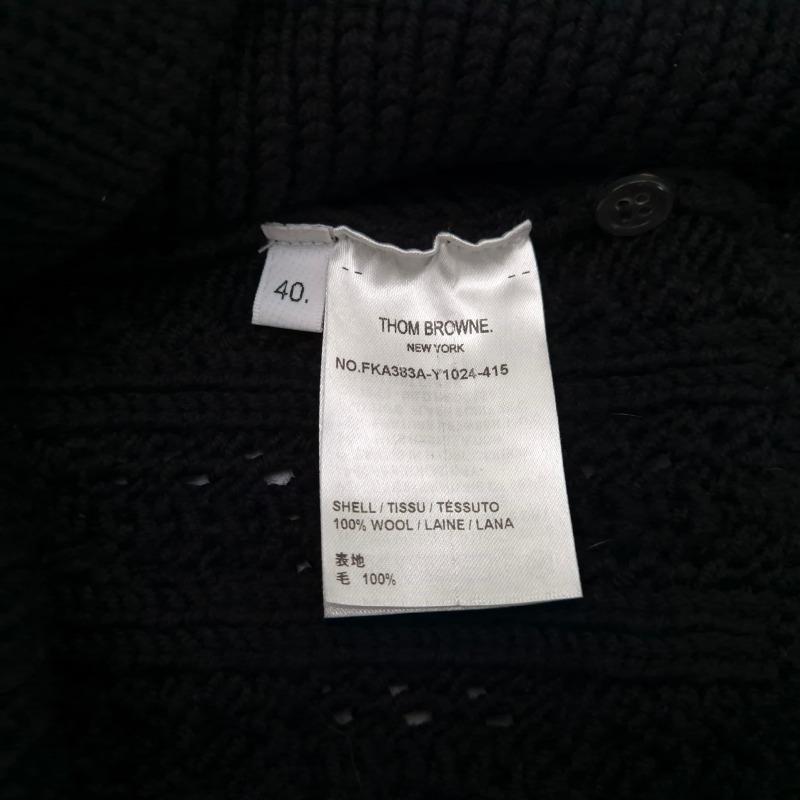 40.
THOM BROWNE.
NEW YORK
NO.FKA383A-Y1024-415
SHELL / TISSU / TÉSSUTO
100% WOOL / LAINE / LANA
表地
毛 100%